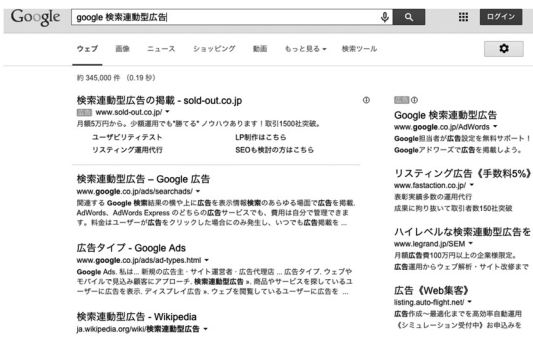 Google
google 検索連動型広告
ログイン
ウェブ 画像 ニュース ショッピング 動画 もっと見る 検索ツール
約 345,000 件 (0.19 秒)
検索連動型広告の掲載 - sold-out.co.jp
広告 www.sold-out.co.jp/
月額5万円から。少額運用でも"勝てる" ノウハウあります！取引1500社突破。
ユーザビリティテスト LP制作はこちら
リスティング運用代行 SEOも検討の方はこちら
検索連動型広告 – Google 広告
www.google.co.jp/ads/searchads/
関連する Google 検索結果の横や上に広告を表示情報検索のあらゆる場面で広告を掲載.
AdWords、AdWords Express のどちらの広告サービスでも、費用は自分で管理できま
す。料金はユーザーが広告をクリックした場合にのみ発生し、いつでも広告掲載を ...
広告タイプ - Google Ads
www.google.co.jp/ads/ad-types.html
Google Ads. 私は... 新規の広告主・サイト運営者・広告代理店 ... 広告タイプ. ウェブや
モバイルで見込み顧客にアプローチ. 検索連動型広告 ». 商品やサービスを探しているユ
ーザーに広告を表示. ディスプレイ広告 ». ウェブを閲覧しているユーザーに広告を ...
検索連動型広告 - Wikipedia
ja.wikipedia.org/wiki/検索連動型広告
広告
Google 検索連動型広告
www.google.co.jp/AdWords
Google担当者が広告設定を無料サポート！
Googleアドワーズで広告を掲載しよう。
リスティング広告《手数料5%》
www.fastaction.co.jp/
表彰実績多数の運用代行
成果に拘り抜いて取引者数150社突破
ハイレベルな検索連動型広告を
www.legrand.jp/SEM
月額広告費100万円以上の企業様限定。
広告運用からウェブ解析・サイト改修まで
広告《Web集客》
listing.auto-flight.net/
広告作成～最適化までを高効率自動運用
《シミュレーション受付中》お申込みを